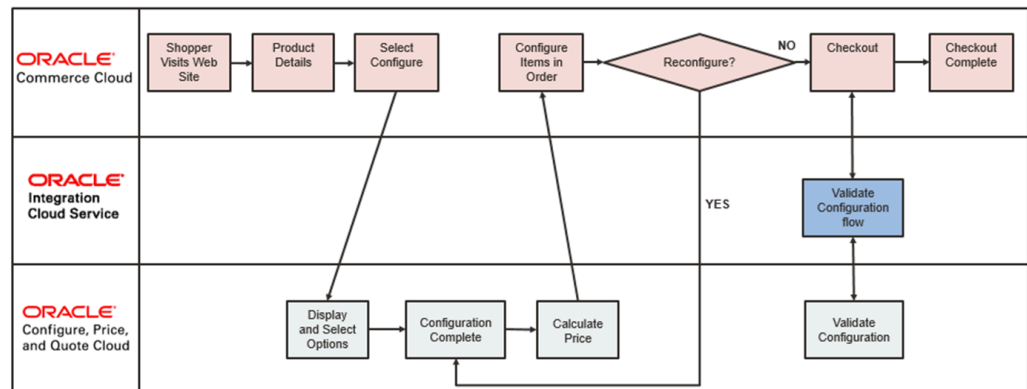 ORACLE®
Commerce Cloud
Shopper
Visits Web
Site
Product
Details
Select
Configure
Configure
Items in
Order
Reconfigure?
NO
Checkout
Checkout
Complete
ORACLE®
Integration
Cloud Service
YES
Validate
Configuration
flow
ORACLE®
Configure, Price,
and Quote Cloud
Display
and Select
Options
Configuration
Complete
Calculate
Price
Validate
Configuration